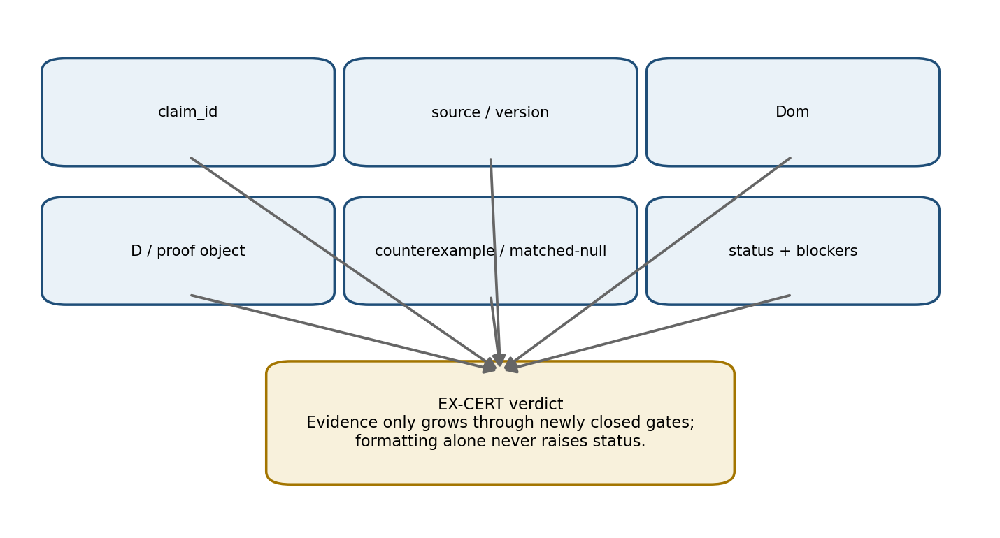 claim_id
source / version
Dom
D / proof object
counterexample / matched-null
status + blockers
EX-CERT verdict
Evidence only grows through newly closed gates;
formatting alone never raises status.